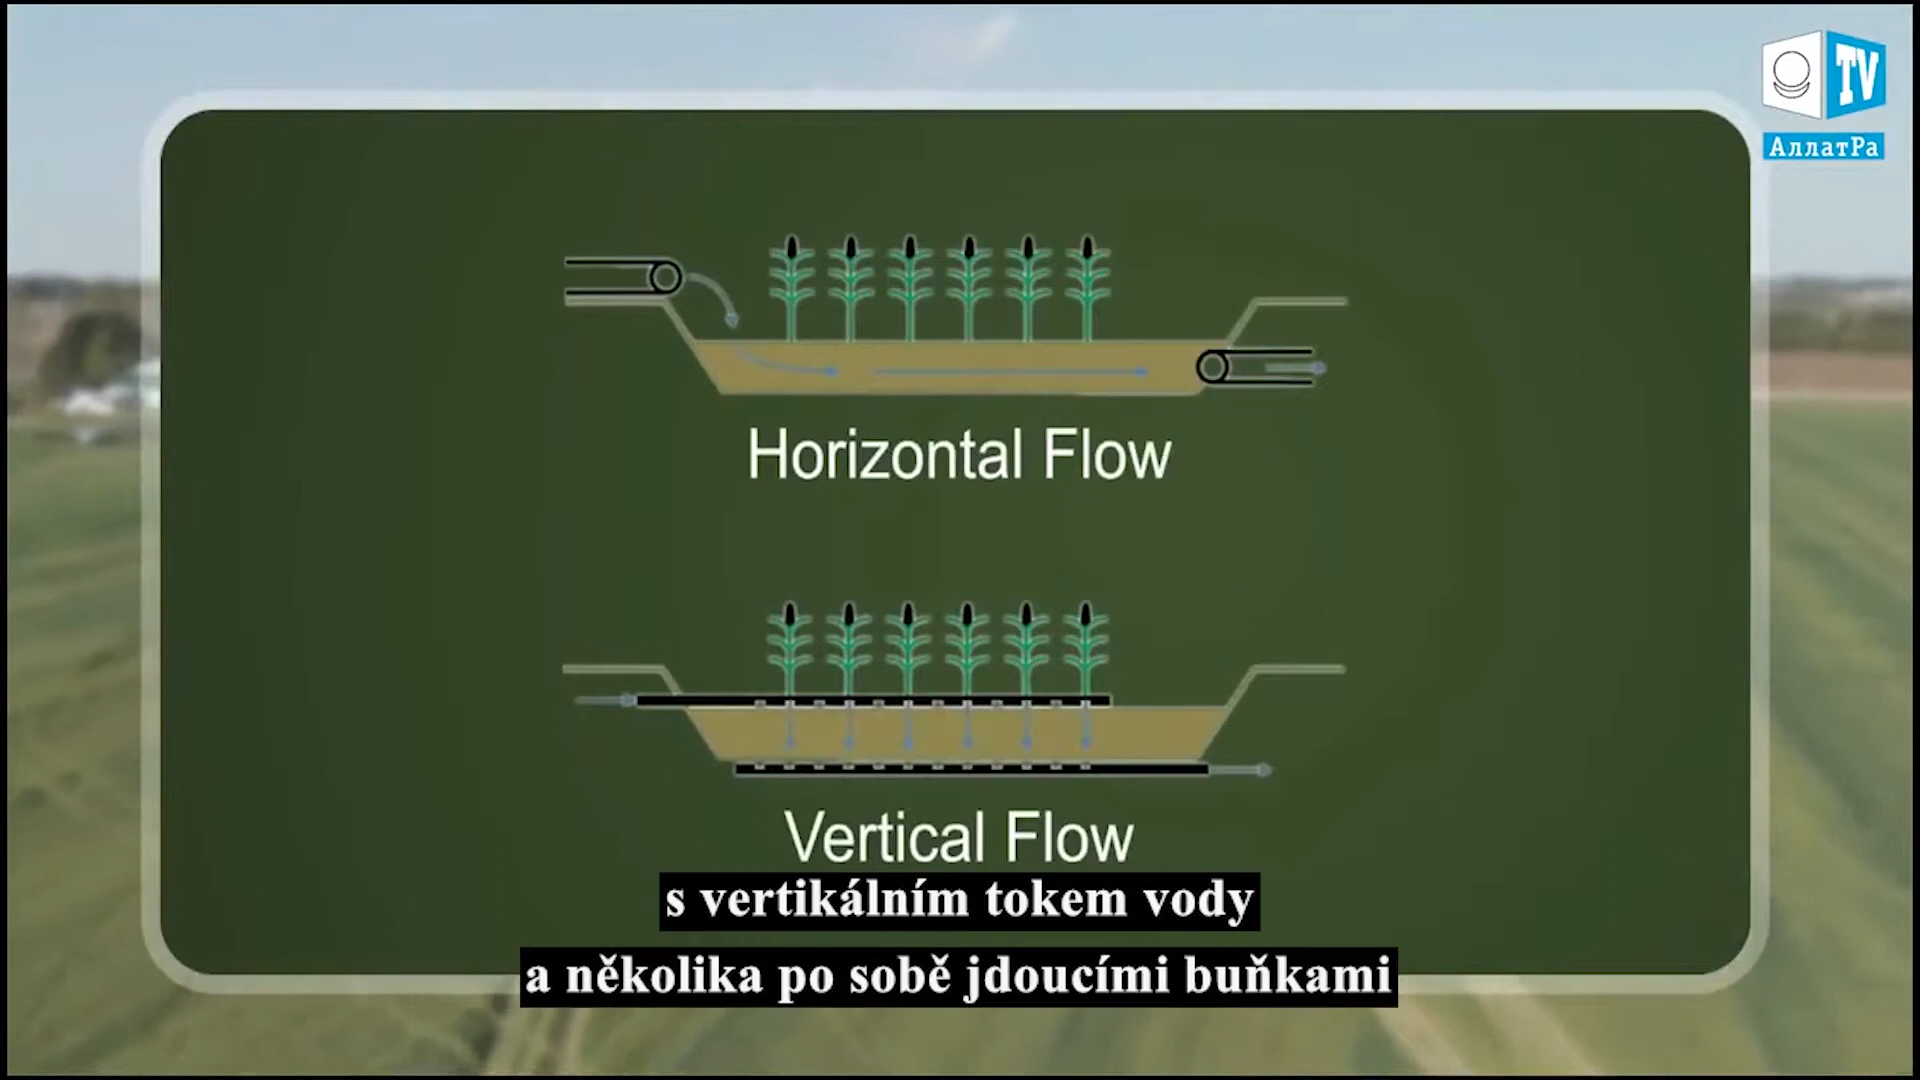 TV
АллатРа
Horizontal Flow
Vertical Flow
s vertikálním tokem vody
a několika po sobě jdoucími buňkami